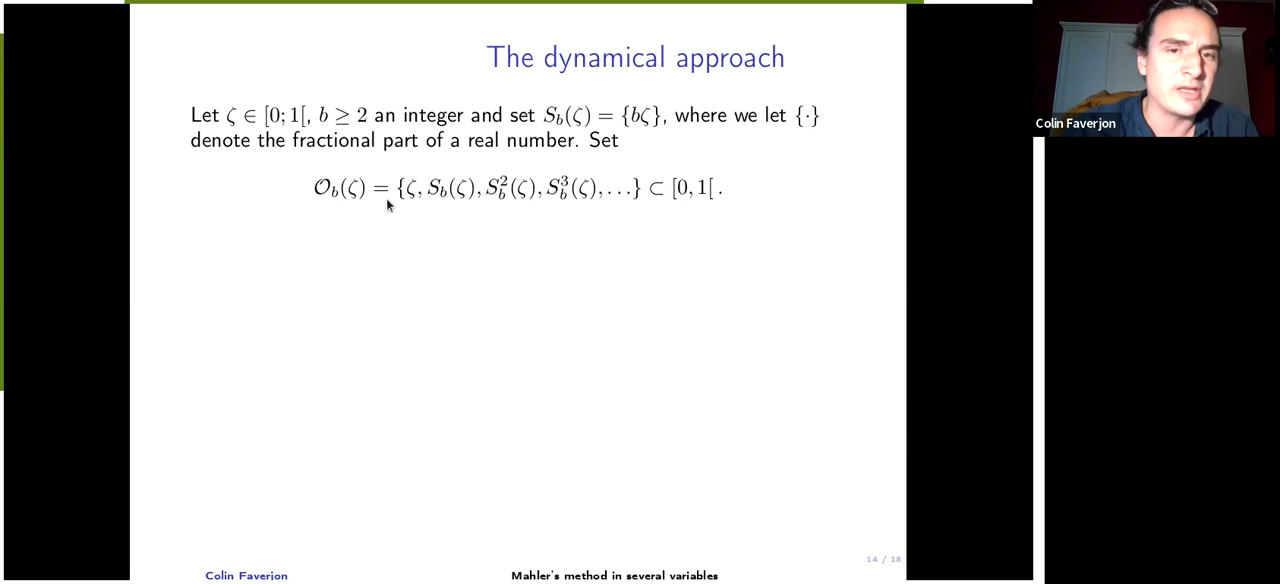 The dynamical approach
Let ζ ∈ [0; 1[, b ≥ 2 an integer and set S_b(ζ) = {bζ}, where we let {·}
denote the fractional part of a real number. Set
𝒪_b(ζ) = {ζ, S_b(ζ), S_b^2(ζ), S_b^3(ζ), . . .} ⊂ [0, 1[ .
Colin Faverjon
14 / 18
Colin Faverjon Mahler's method in several variables